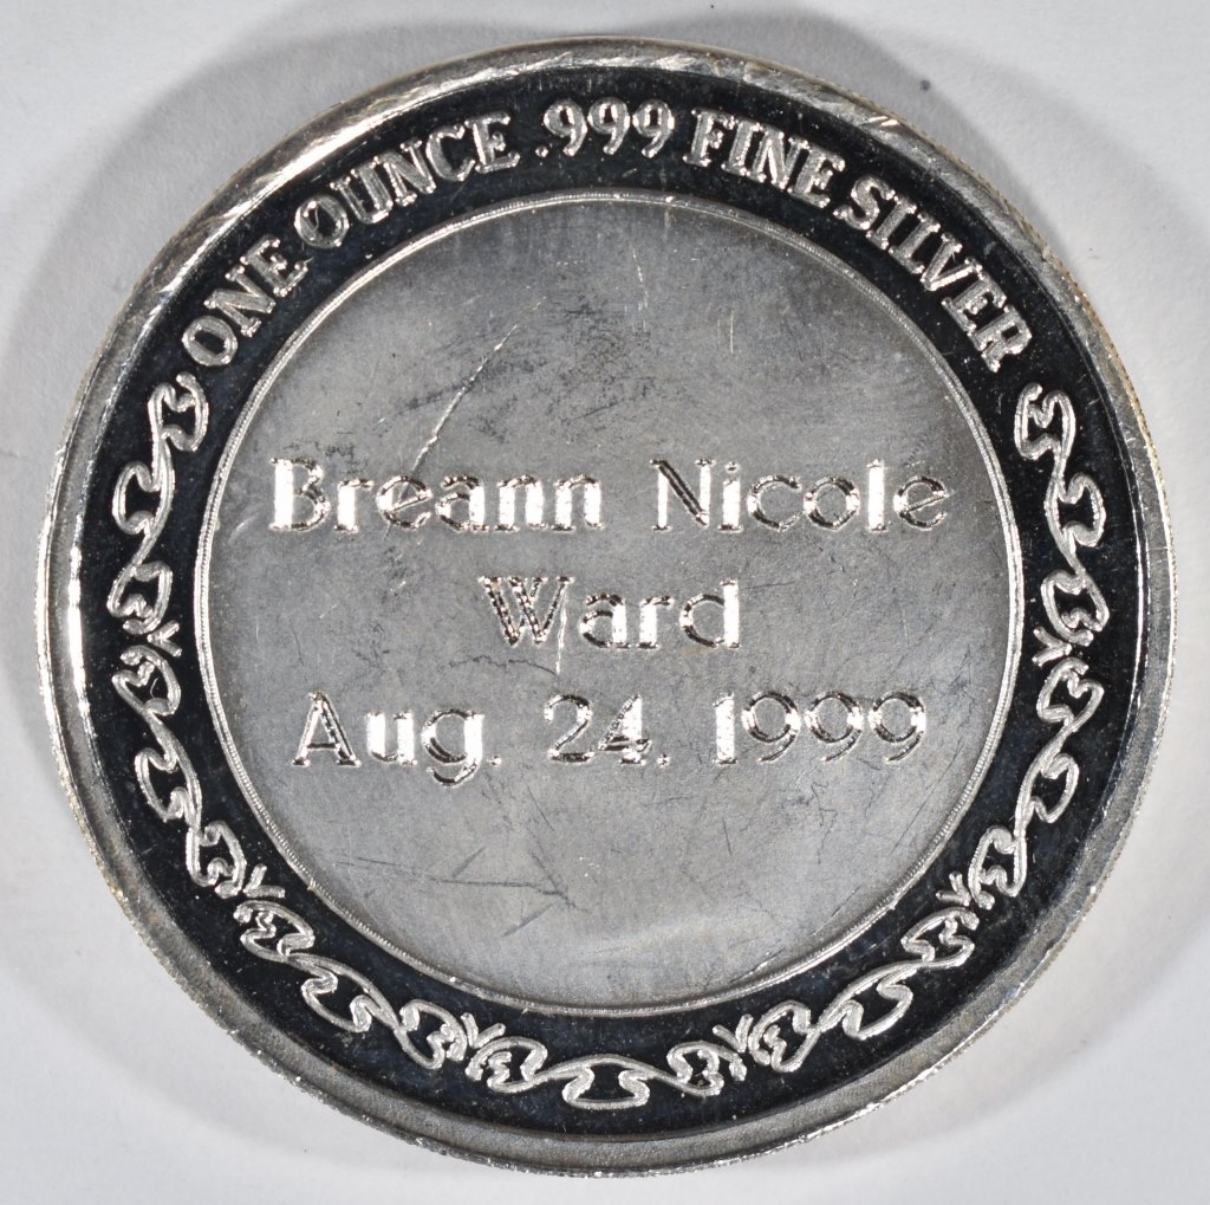 ONE OUNCE .999 FINE SILVER
Breann Nicole
Ward
Aug. 24. 1999